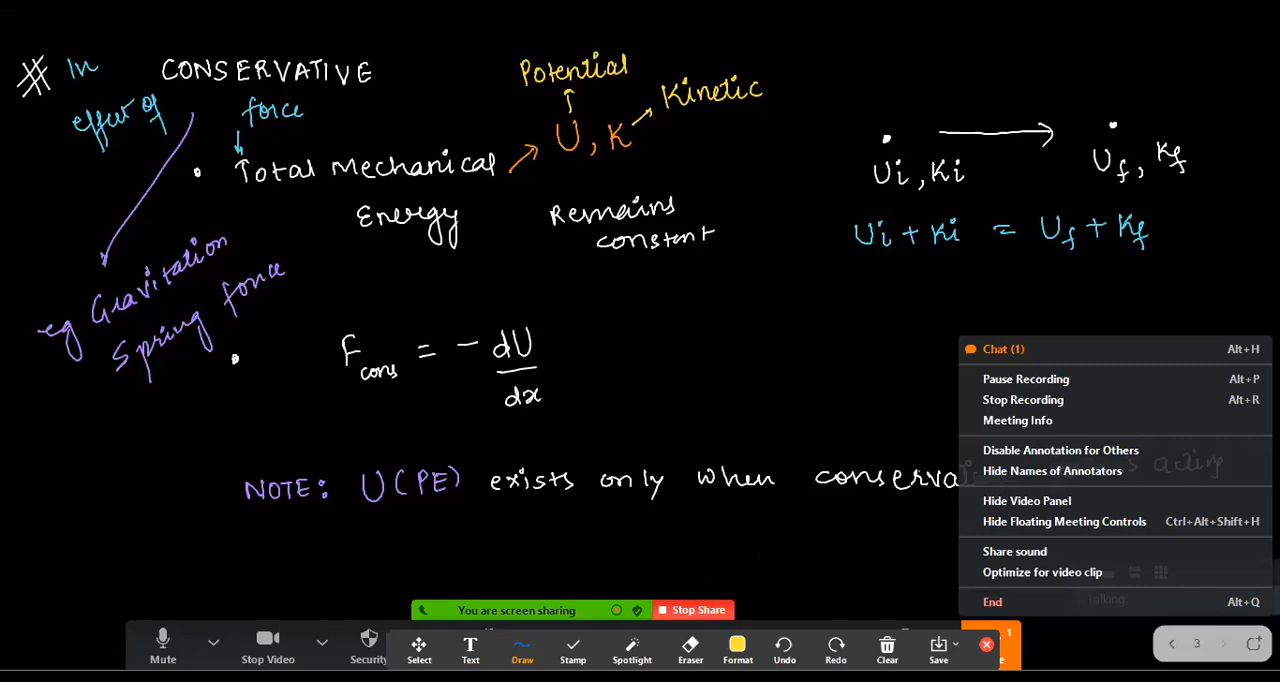 # In effect of CONSERVATIVE force
Potential
Kinetic
U, K
• Total Mechanical Energy Remains constant
Ui, Ki
Uf, Kf
Ui + Ki = Uf + Kf
eg Gravitation
Spring force
• Fcons = - dU
dx
NOTE: U(PE) exists only when conserva
s acting
Chat (1) Alt+H
Pause Recording Alt+P
Stop Recording Alt+R
Meeting Info
Disable Annotation for Others
Hide Names of Annotators
Hide Video Panel
Hide Floating Meeting Controls Ctrl+Alt+Shift+H
Share sound
Optimize for video clip
End Alt+Q
Talking:
You are screen sharing Stop Share
Mute Stop Video Security
Select Text Draw Stamp Spotlight Eraser Format Undo Redo Clear Save
1
3